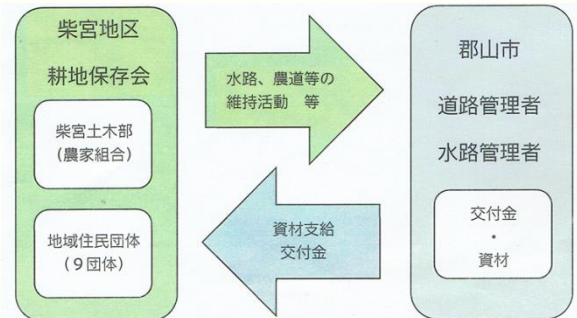 柴宮地区
耕地保存会
柴宮土木部
(農家組合)
地域住民団体
(9団体)
水路、農道等の
維持活動 等
資材支給
交付金
郡山市
道路管理者
水路管理者
交付金
・
資材